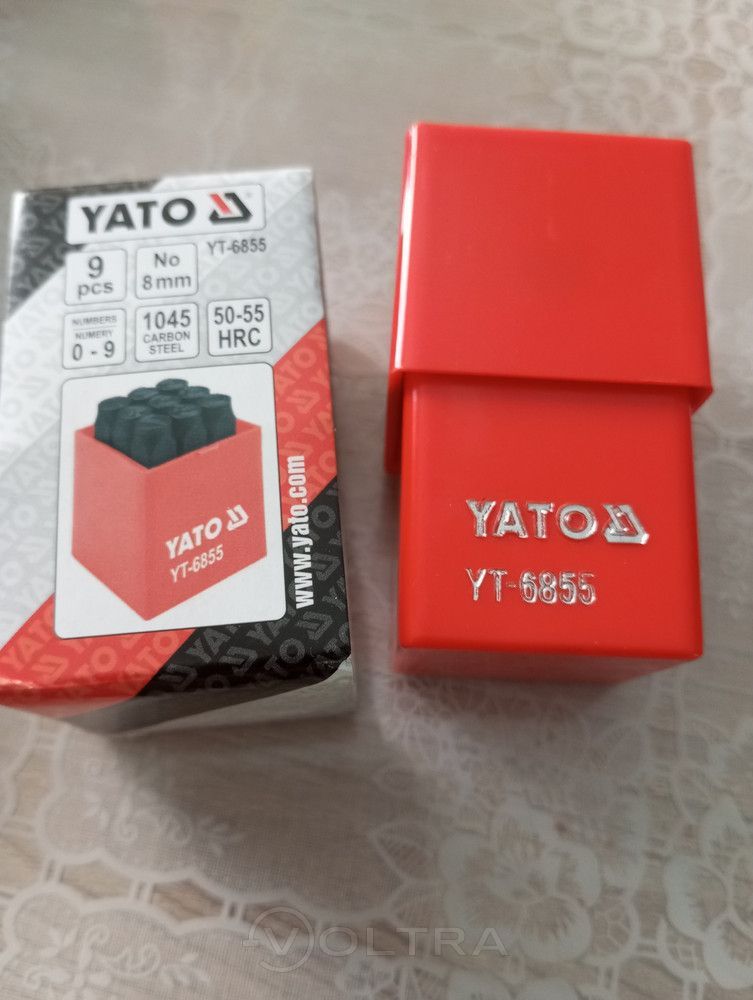 YATO
YT-6855
9
pcs
No
8mm
NUMBERS
NUMERY
0 - 9
1045
CARBON
STEEL
50-55
HRC
YATO
YT-6855
www.yato.com
YATO
YT-6855
VOLTRA